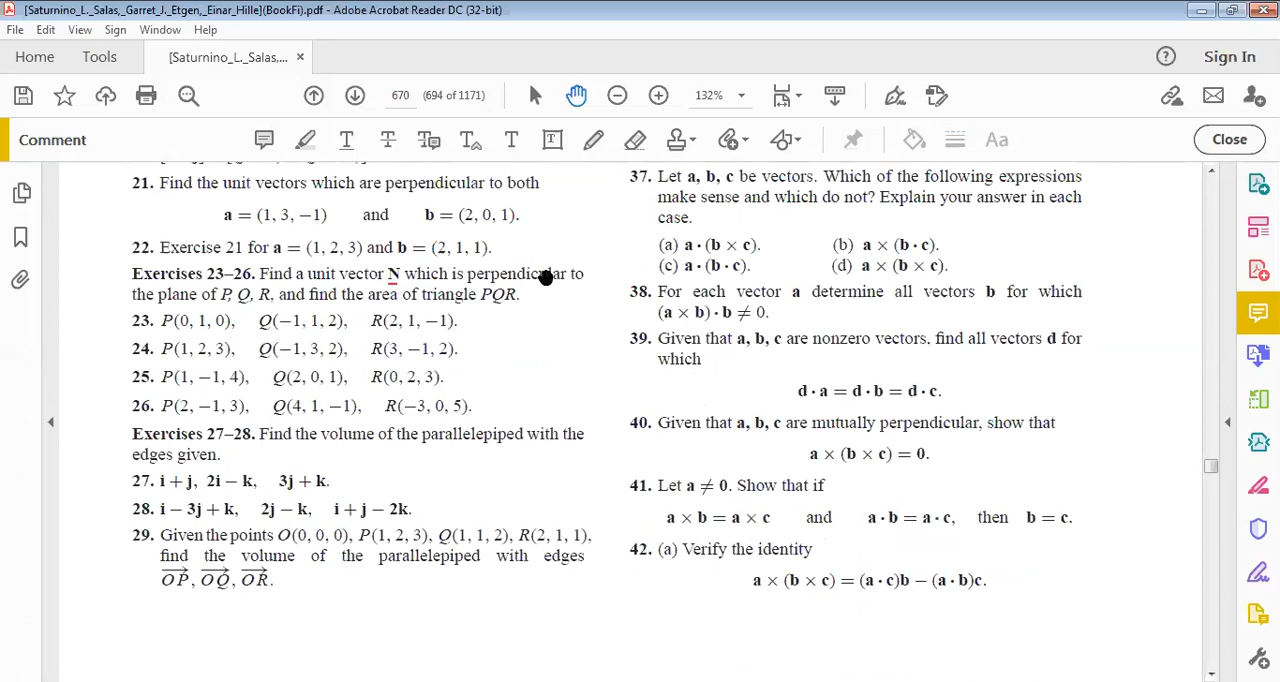 [Saturnino_L._Salas,_Garret_J._Etgen,_Einar_Hille](BookFi).pdf - Adobe Acrobat Reader DC (32-bit)
File Edit View Sign Window Help
Home Tools [Saturnino_L._Salas,... × Sign In
670 (694 of 1171) 132%
Comment Close
21. Find the unit vectors which are perpendicular to both
a = (1, 3, −1) and b = (2, 0, 1).
22. Exercise 21 for a = (1, 2, 3) and b = (2, 1, 1).
Exercises 23–26. Find a unit vector N which is perpendicular to
the plane of P, Q, R, and find the area of triangle PQR.
23. P(0, 1, 0), Q(−1, 1, 2), R(2, 1, −1).
24. P(1, 2, 3), Q(−1, 3, 2), R(3, −1, 2).
25. P(1, −1, 4), Q(2, 0, 1), R(0, 2, 3).
26. P(2, −1, 3), Q(4, 1, −1), R(−3, 0, 5).
Exercises 27–28. Find the volume of the parallelepiped with the
edges given.
27. i + j, 2i − k, 3j + k.
28. i − 3j + k, 2j − k, i + j − 2k.
29. Given the points O(0, 0, 0), P(1, 2, 3), Q(1, 1, 2), R(2, 1, 1),
find the volume of the parallelepiped with edges
OP, OQ, OR.
37. Let a, b, c be vectors. Which of the following expressions
make sense and which do not? Explain your answer in each
case.
(a) a · (b × c). (b) a × (b · c).
(c) a · (b · c). (d) a × (b × c).
38. For each vector a determine all vectors b for which
(a × b) · b ≠ 0.
39. Given that a, b, c are nonzero vectors, find all vectors d for
which
d · a = d · b = d · c.
40. Given that a, b, c are mutually perpendicular, show that
a × (b × c) = 0.
41. Let a ≠ 0. Show that if
a × b = a × c and a · b = a · c, then b = c.
42. (a) Verify the identity
a × (b × c) = (a · c)b − (a · b)c.